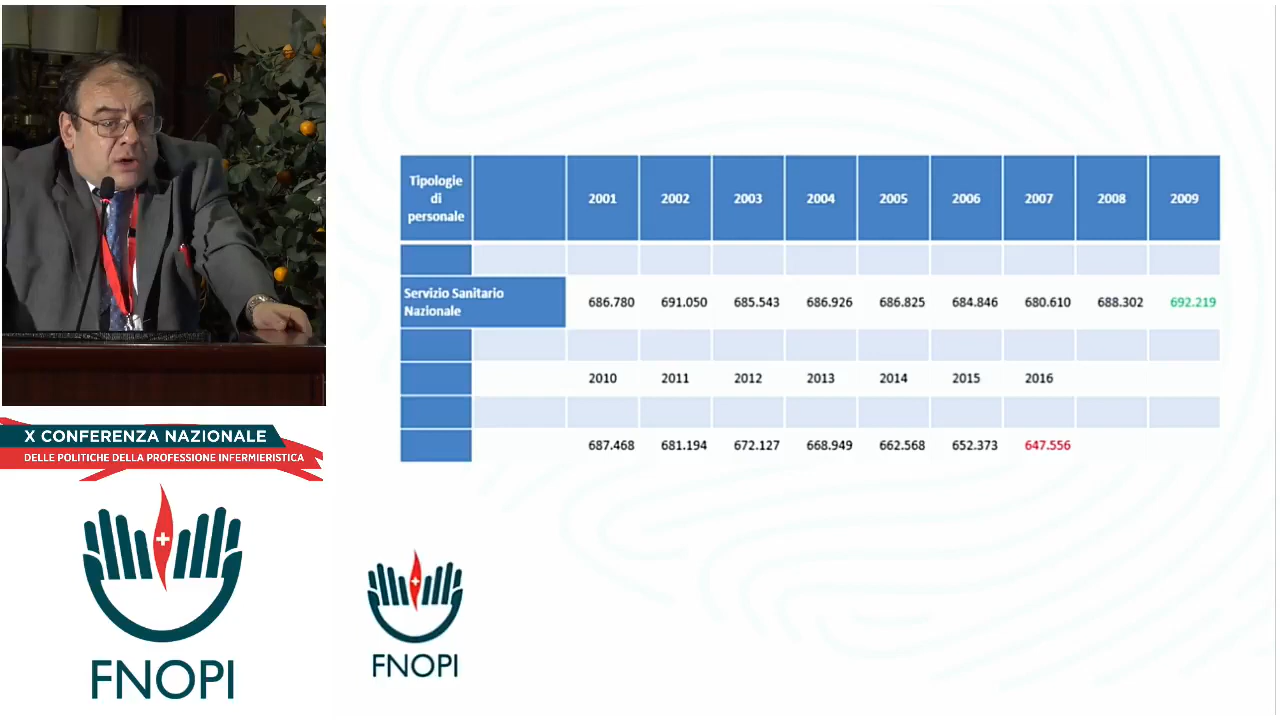 Tipologie
di
personale
2001 2002 2003 2004 2005 2006 2007 2008 2009
Servizio Sanitario
Nazionale
686.780 691.050 685.543 686.926 686.825 684.846 680.610 688.302 692.219
2010 2011 2012 2013 2014 2015 2016
687.468 681.194 672.127 668.949 662.568 652.373 647.556
X CONFERENZA NAZIONALE
DELLE POLITICHE DELLA PROFESSIONE INFERMIERISTICA
FNOPI
FNOPI